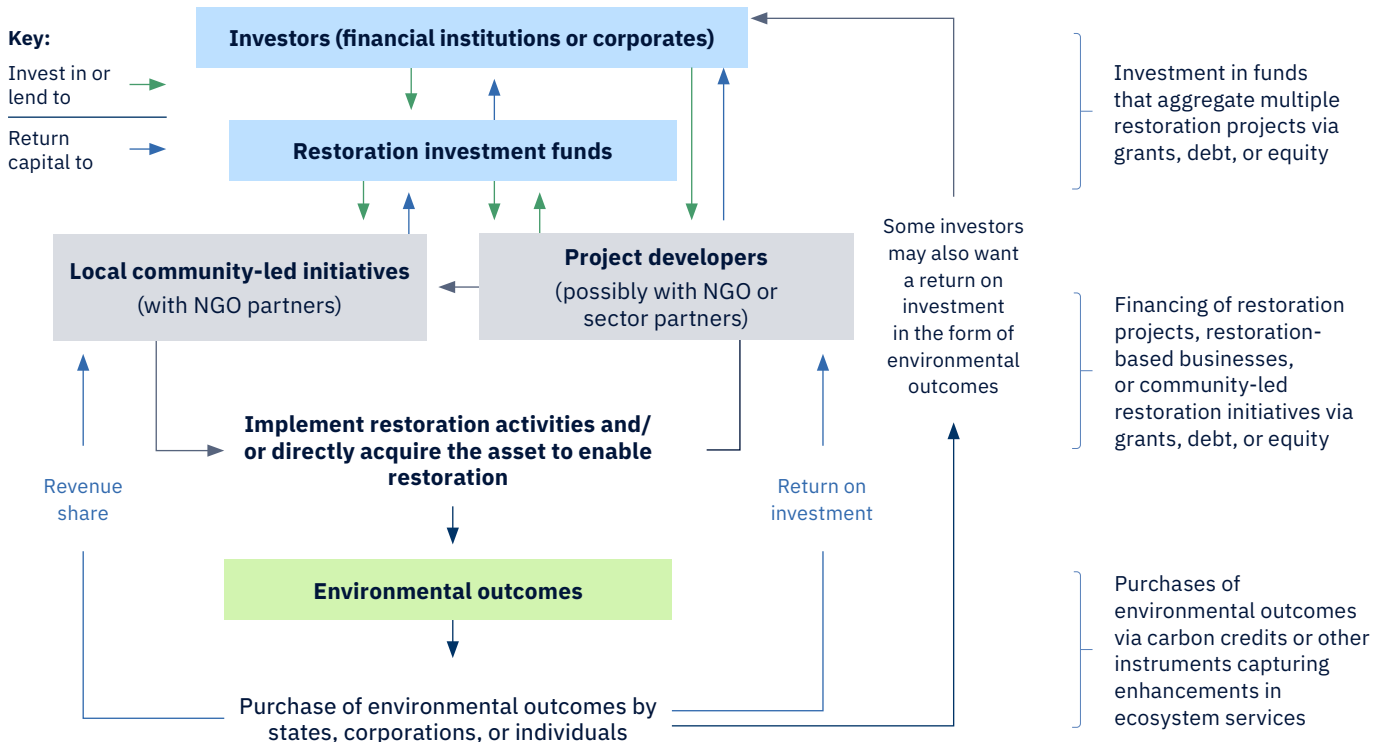 Key:
Invest in or
lend to
Return
capital to
Investors (financial institutions or corporates)
Restoration investment funds
Local community-led initiatives
(with NGO partners)
Project developers
(possibly with NGO or
sector partners)
Some investors
may also want
a return on
investment
in the form of
environmental
outcomes
Implement restoration activities and/
or directly acquire the asset to enable
restoration
Revenue
share
Return on
investment
Environmental outcomes
Purchase of environmental outcomes by
states, corporations, or individuals
Investment in funds
that aggregate multiple
restoration projects via
grants, debt, or equity
Financing of restoration
projects, restoration-
based businesses,
or community-led
restoration initiatives via
grants, debt, or equity
Purchases of
environmental outcomes
via carbon credits or other
instruments capturing
enhancements in
ecosystem services